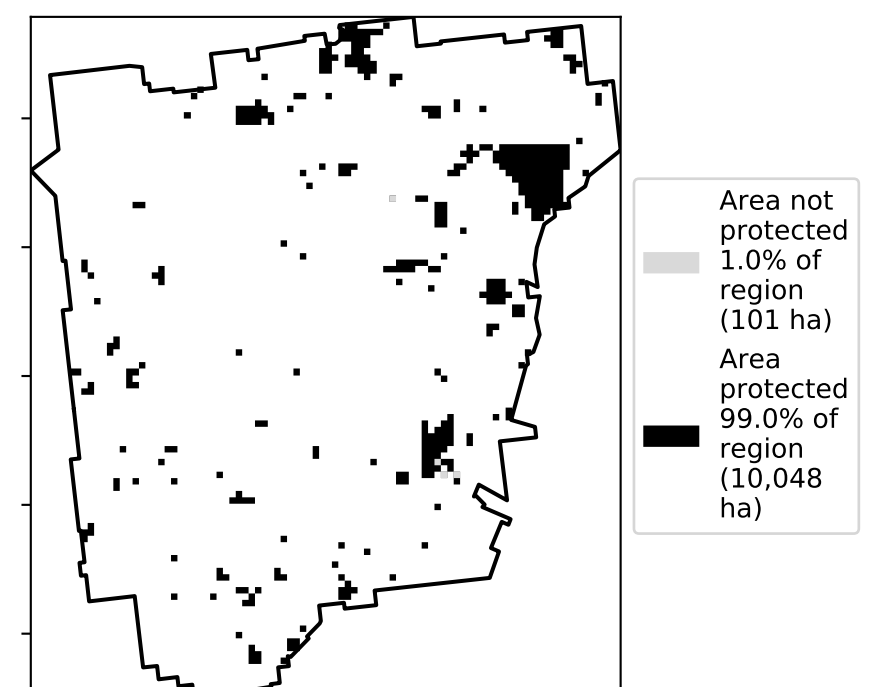 Area not
protected
1.0% of
region
(101 ha)
Area
protected
99.0% of
region
(10,048
ha)